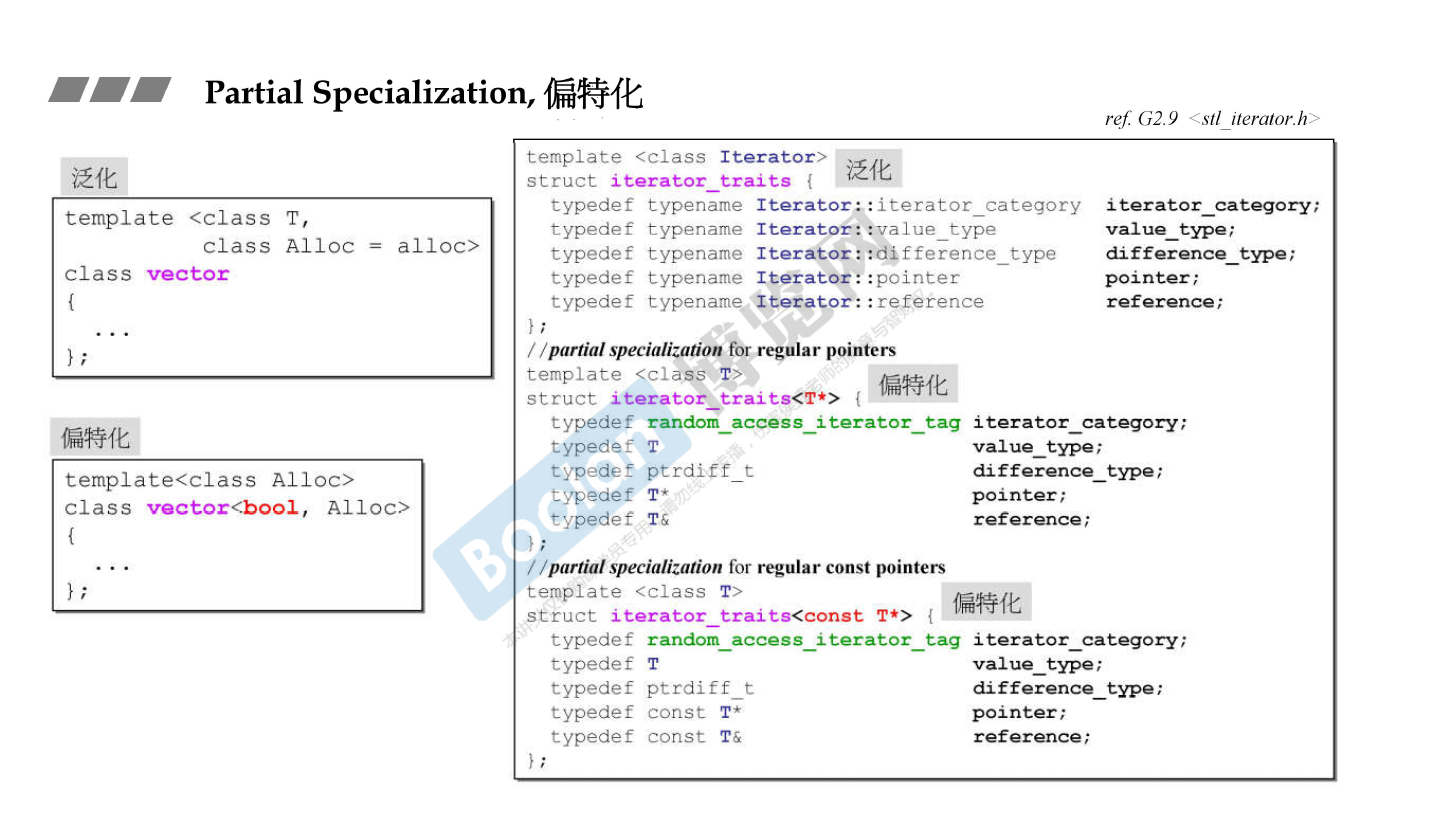 Partial Specialization, 偏特化
ref. G2.9 <stl_iterator.h>
泛化
template <class T,
class Alloc = alloc>
class vector
{
...
};
偏特化
template<class Alloc>
class vector<bool, Alloc>
{
...
};
template <class Iterator>
泛化
struct iterator_traits {
typedef typename Iterator::iterator_category iterator_category;
typedef typename Iterator::value_type value_type;
typedef typename Iterator::difference_type difference_type;
typedef typename Iterator::pointer pointer;
typedef typename Iterator::reference reference;
};
//partial specialization for regular pointers
template <class T>
偏特化
struct iterator_traits<T*> {
typedef random_access_iterator_tag iterator_category;
typedef T value_type;
typedef ptrdiff_t difference_type;
typedef T* pointer;
typedef T& reference;
};
//partial specialization for regular const pointers
template <class T>
偏特化
struct iterator_traits<const T*> {
typedef random_access_iterator_tag iterator_category;
typedef T value_type;
typedef ptrdiff_t difference_type;
typedef const T* pointer;
typedef const T& reference;
};
Boolan
博览网